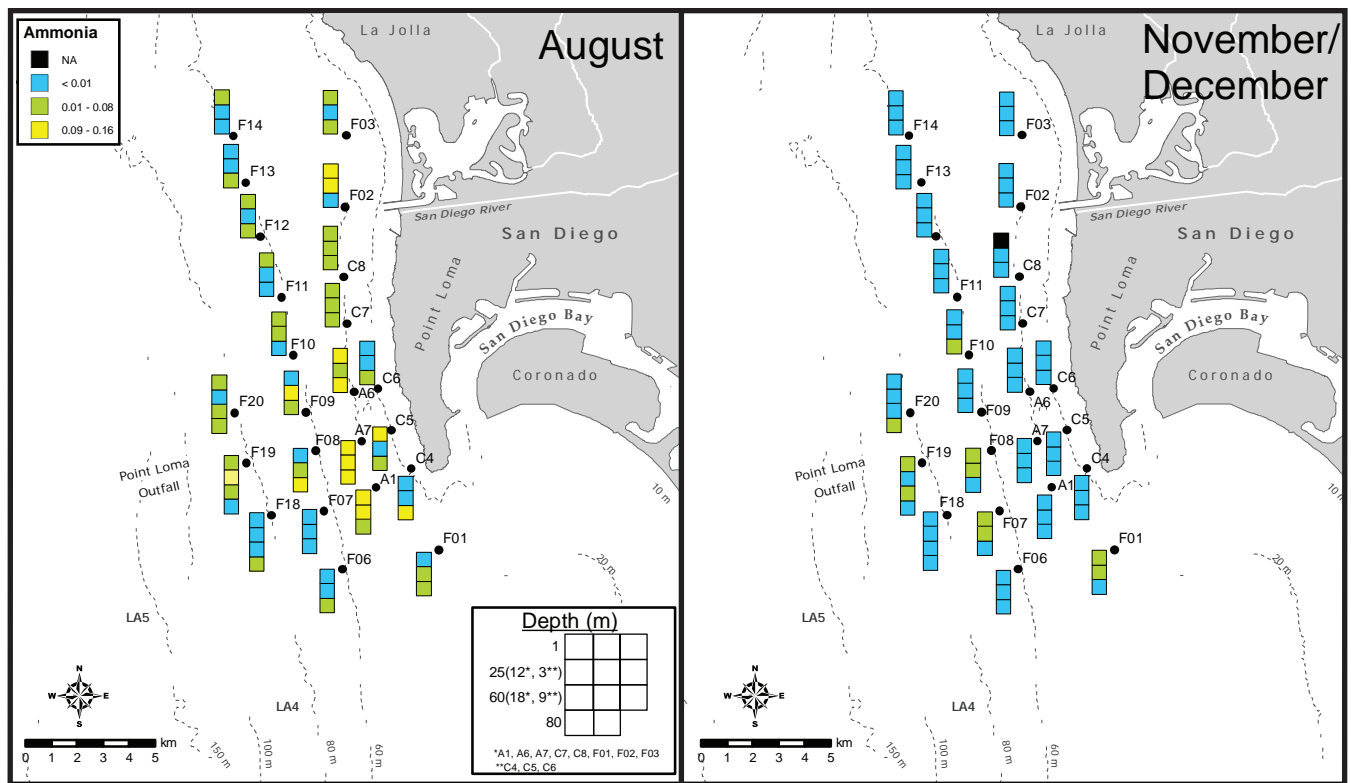 Ammonia
NA
< 0.01
0.01 - 0.08
0.09 - 0.16
August
La Jolla
F14
F03
F13
F02
San Diego River
F12
San Diego
C8
F11
C7
Point Loma
San Diego Bay
F10
Coronado
C6
A6
F20
F09
C5
A7
F08
F19
C4
Point Loma
Outfall
A1
F18
F07
10 m
F01
F06
20 m
LA5
Depth (m)
1
25(12*, 3**)
60(18*, 9**)
80
*A1, A6, A7, C7, C8, F01, F02, F03
**C4, C5, C6
N
W E
S
LA4
km
0 1 2 3 4 5
150 m
100 m
80 m
60 m
November/
December
La Jolla
F14
F03
F13
F02
San Diego River
San Diego
C8
F11
C7
Point Loma
San Diego Bay
F10
Coronado
C6
A6
F20
F09
C5
A7
F08
F19
C4
Point Loma
Outfall
A1
F18
F07
10 m
F01
F06
20 m
LA5
N
W E
S
LA4
km
0 1 2 3 4 5
150 m
100 m
80 m
60 m